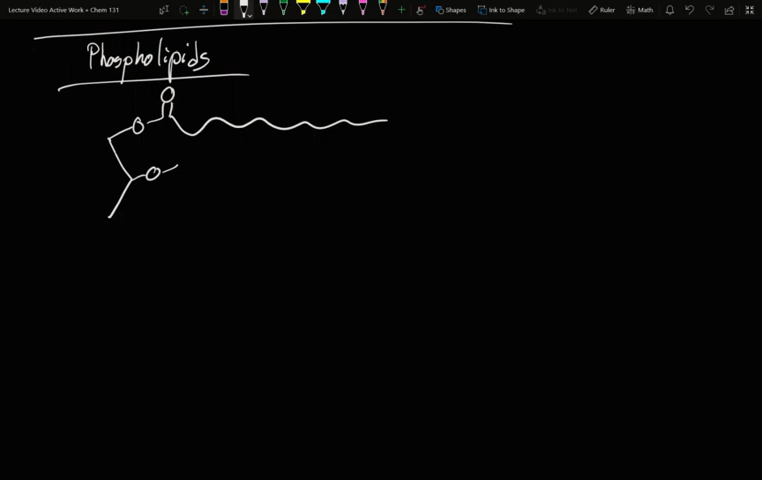 Lecture Video Active Work » Chem 131
Shapes
Ink to Shape
Ink to Text
Ruler
Math
Phospholipids
O
O
O